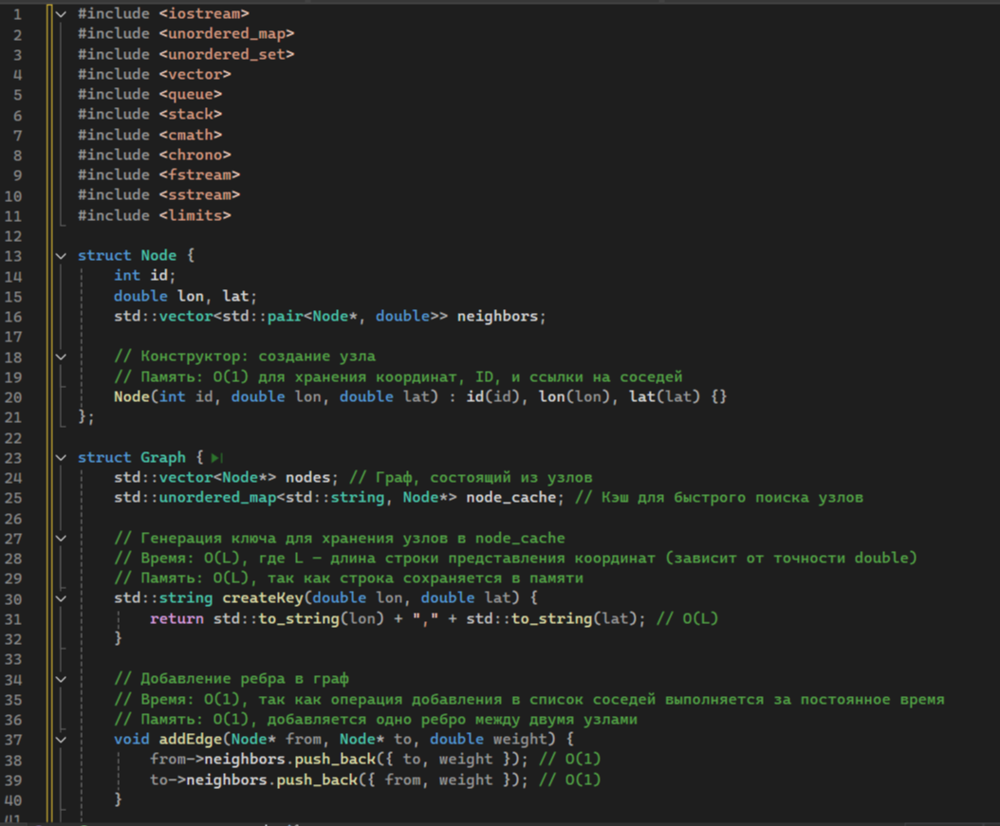 1 #include <iostream>
2 #include <unordered_map>
3 #include <unordered_set>
4 #include <vector>
5 #include <queue>
6 #include <stack>
7 #include <cmath>
8 #include <chrono>
9 #include <fstream>
10 #include <sstream>
11 #include <limits>
12
13 struct Node {
14     int id;
15     double lon, lat;
16     std::vector<std::pair<Node*, double>> neighbors;
17
18     // Конструктор: создание узла
19     // Память: O(1) для хранения координат, ID, и ссылки на соседей
20     Node(int id, double lon, double lat) : id(id), lon(lon), lat(lat) {}
21 };
22
23 struct Graph {
24     std::vector<Node*> nodes; // Граф, состоящий из узлов
25     std::unordered_map<std::string, Node*> node_cache; // Кэш для быстрого поиска узлов
26
27     // Генерация ключа для хранения узлов в node_cache
28     // Время: O(L), где L — длина строки представления координат (зависит от точности double)
29     // Память: O(L), так как строка сохраняется в памяти
30     std::string createKey(double lon, double lat) {
31         return std::to_string(lon) + "," + std::to_string(lat); // O(L)
32     }
33
34     // Добавление ребра в граф
35     // Время: O(1), так как операция добавления в список соседей выполняется за постоянное время
36     // Память: O(1), добавляется одно ребро между двумя узлами
37     void addEdge(Node* from, Node* to, double weight) {
38         from->neighbors.push_back({ to, weight }); // O(1)
39         to->neighbors.push_back({ from, weight }); // O(1)
40     }
41